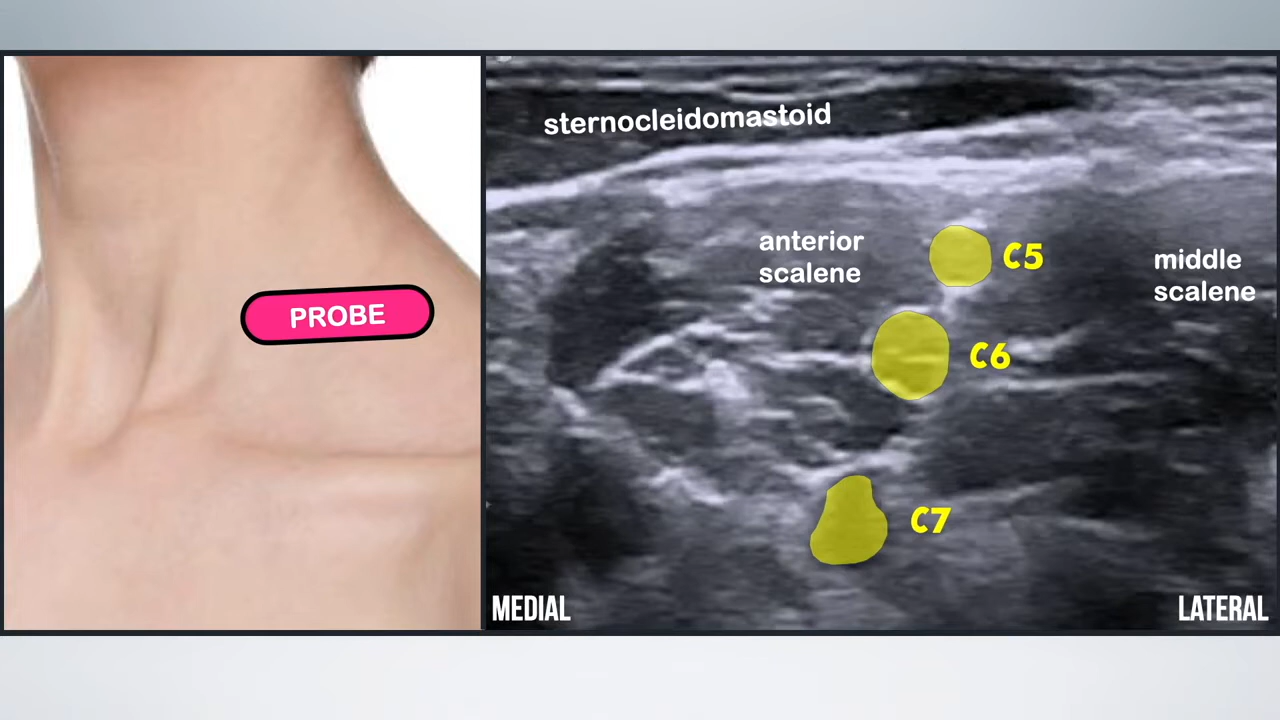 PROBE
sternocleidomastoid
anterior
scalene
C5
middle
scalene
C6
C7
MEDIAL
LATERAL